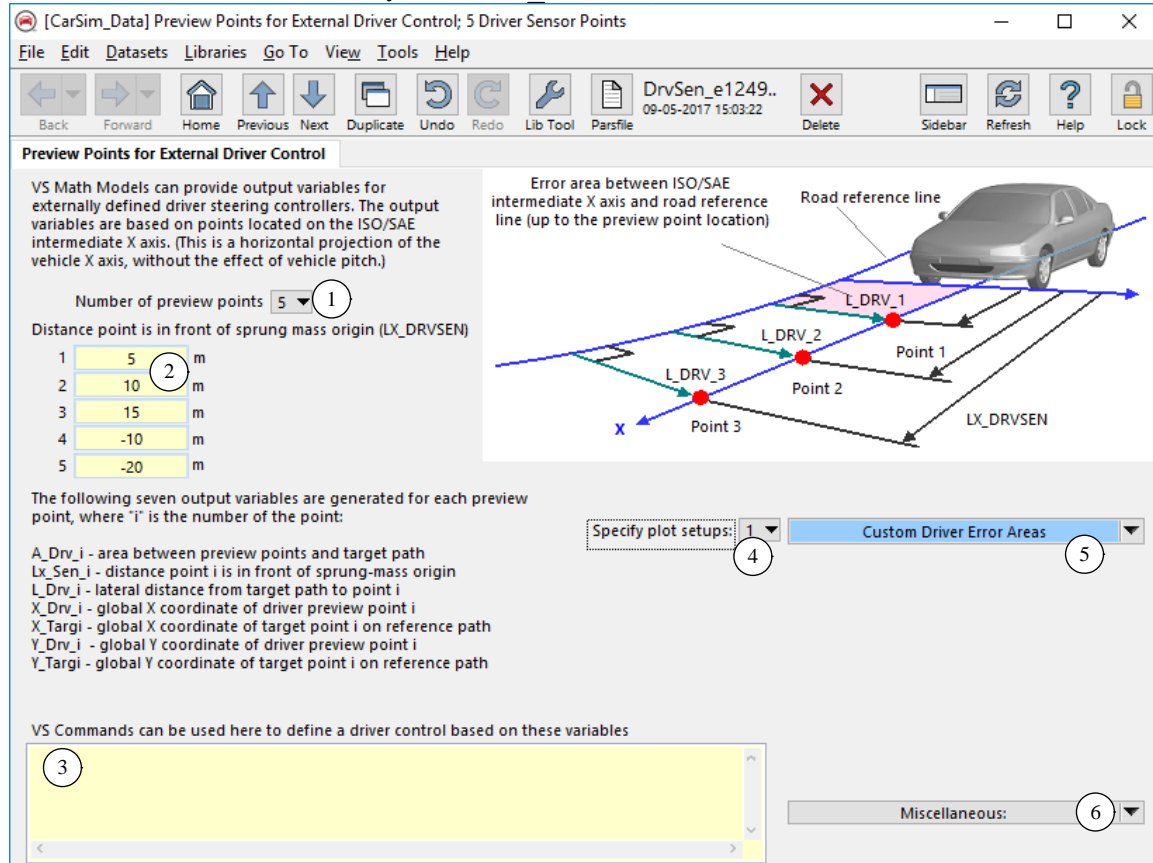 [CarSim_Data] Preview Points for External Driver Control; 5 Driver Sensor Points
File Edit Datasets Libraries Go To View Tools Help
Back Forward Home Previous Next Duplicate Undo Redo Lib Tool Parsfile
DrvSen_e1249..
09-05-2017 15:03:22
Delete Sidebar Refresh Help Lock
Preview Points for External Driver Control
VS Math Models can provide output variables for
externally defined driver steering controllers. The output
variables are based on points located on the ISO/SAE
intermediate X axis. (This is a horizontal projection of the
vehicle X axis, without the effect of vehicle pitch.)
Number of preview points 5 1
Distance point is in front of sprung mass origin (LX_DRVSEN)
1 5 m
2
2 10 m
3 15 m
4 -10 m
5 -20 m
Error area between ISO/SAE
intermediate X axis and road reference
line (up to the preview point location)
Road reference line
L_DRV_1
L_DRV_2
L_DRV_3
Point 1
Point 2
Point 3
LX_DRVSEN
X
The following seven output variables are generated for each preview
point, where "i" is the number of the point:
A_Drv_i - area between preview points and target path
Lx_Sen_i - distance point i is in front of sprung-mass origin
L_Drv_i - lateral distance from target path to point i
X_Drv_i - global X coordinate of driver preview point i
X_Targi - global X coordinate of target point i on reference path
Y_Drv_i - global Y coordinate of driver preview point i
Y_Targi - global Y coordinate of target point i on reference path
Specify plot setups: 1 Custom Driver Error Areas
4 5
VS Commands can be used here to define a driver control based on these variables
3
Miscellaneous: 6